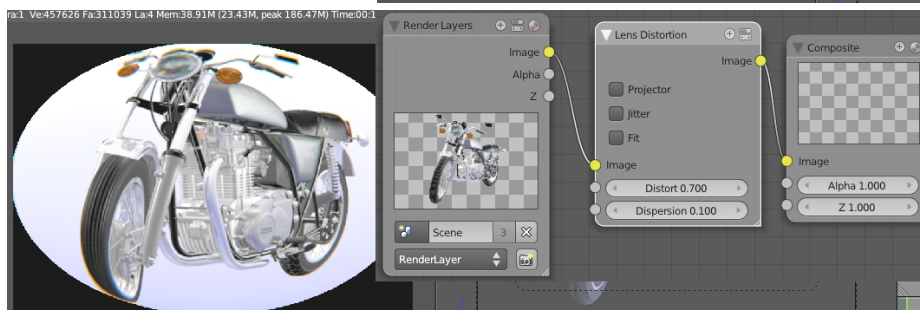 ra:1 Ve:457626 Fa:311039 La:4 Mem:38.91M (23.43M, peak 186.47M) Time:00:1
Render Layers
Image
Alpha
Z
Scene 3
RenderLayer
Lens Distortion
Image
Projector
Jitter
Fit
Image
Distort 0.700
Dispersion 0.100
Composite
Image
Alpha 1.000
Z 1.000